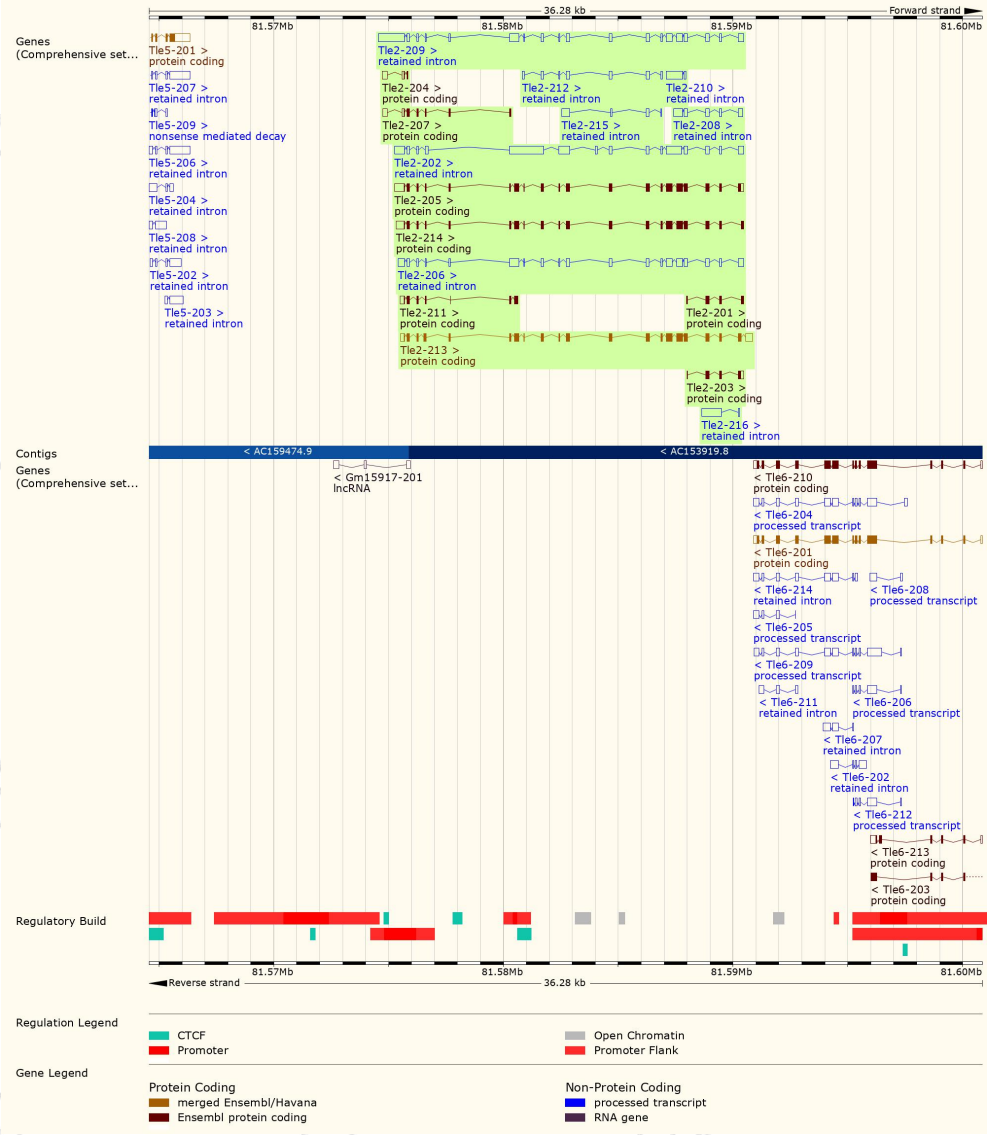 36.28 kb Forward strand
81.57Mb 81.58Mb 81.59Mb 81.60Mb
Genes
(Comprehensive set...
Tle5-201 >
protein coding
Tle2-209 >
retained intron
Tle5-207 >
retained intron
Tle2-204 >
protein coding
Tle2-212 >
retained intron
Tle2-210 >
retained intron
Tle5-209 >
nonsense mediated decay
Tle2-207 >
protein coding
Tle2-215 >
retained intron
Tle2-208 >
retained intron
Tle5-206 >
retained intron
Tle2-202 >
retained intron
Tle5-204 >
retained intron
Tle2-205 >
protein coding
Tle5-208 >
retained intron
Tle2-214 >
protein coding
Tle5-202 >
retained intron
Tle2-206 >
retained intron
Tle5-203 >
retained intron
Tle2-211 >
protein coding
Tle2-201 >
protein coding
Tle2-213 >
protein coding
Tle2-203 >
protein coding
Tle2-216 >
retained intron
Contigs
< AC159474.9 < AC153919.8
Genes
(Comprehensive set...
< Gm15917-201
lncRNA
< Tle6-210
protein coding
< Tle6-204
processed transcript
< Tle6-201
protein coding
< Tle6-214
retained intron
< Tle6-208
processed transcript
< Tle6-205
processed transcript
< Tle6-209
processed transcript
< Tle6-211
retained intron
< Tle6-206
processed transcript
< Tle6-207
retained intron
< Tle6-202
retained intron
< Tle6-212
processed transcript
< Tle6-213
protein coding
< Tle6-203
protein coding
Regulatory Build
81.57Mb 81.58Mb 81.59Mb 81.60Mb
Reverse strand 36.28 kb
Regulation Legend
CTCF
Promoter
Open Chromatin
Promoter Flank
Gene Legend
Protein Coding
merged Ensembl/Havana
Ensembl protein coding
Non-Protein Coding
processed transcript
RNA gene